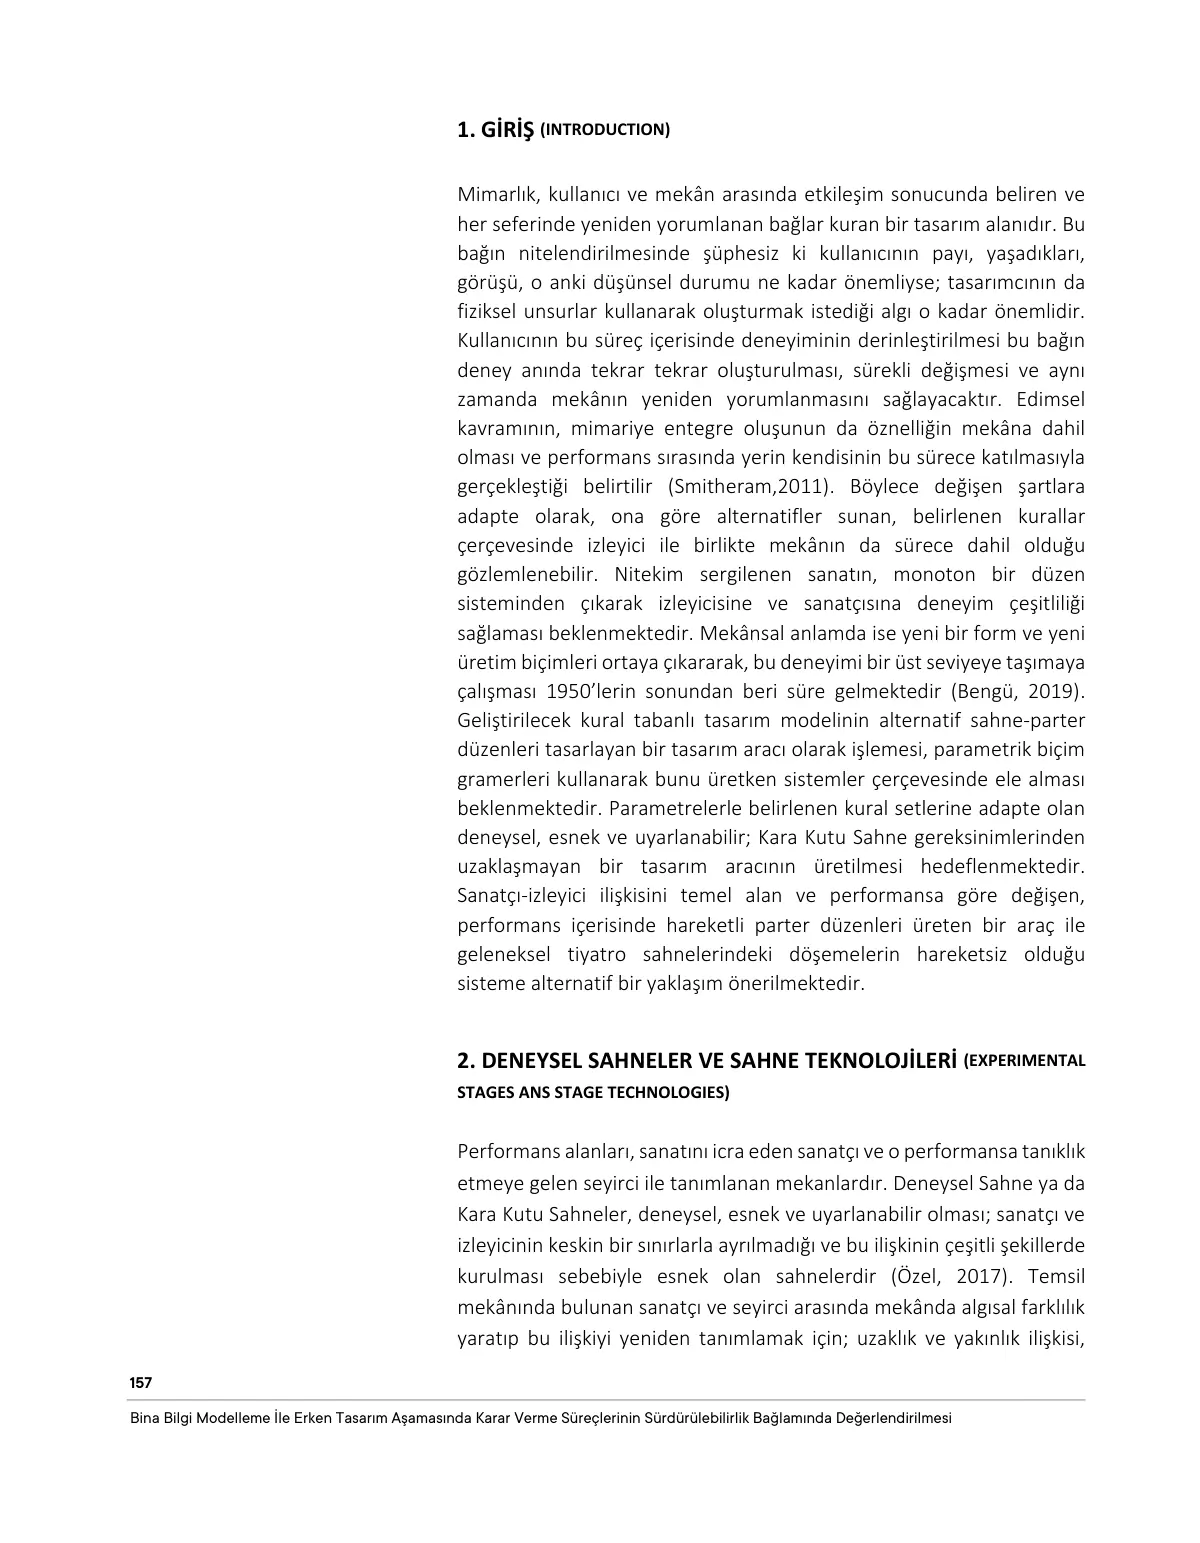 1. GİRİŞ (INTRODUCTION)
Mimarlık, kullanıcı ve mekân arasında etkileşim sonucunda beliren ve
her seferinde yeniden yorumlanan bağlar kuran bir tasarım alanıdır. Bu
bağın nitelendirilmesinde şüphesiz ki kullanıcının payı, yaşadıkları,
görüşü, o anki düşünsel durumu ne kadar önemliyse; tasarımcının da
fiziksel unsurlar kullanarak oluşturmak istediği algı o kadar önemlidir.
Kullanıcının bu süreç içerisinde deneyiminin derinleştirilmesi bu bağın
deney anında tekrar tekrar oluşturulması, sürekli değişmesi ve aynı
zamanda mekânın yeniden yorumlanmasını sağlayacaktır. Edimsel
kavramının, mimariye entegre oluşunun da öznelliğin mekâna dahil
olması ve performans sırasında yerin kendisinin bu sürece katılmasıyla
gerçekleştiği belirtilir (Smitheram,2011). Böylece değişen şartlara
adapte olarak, ona göre alternatifler sunan, belirlenen kurallar
çerçevesinde izleyici ile birlikte mekânın da sürece dahil olduğu
gözlemlenebilir. Nitekim sergilenen sanatın, monoton bir düzen
sisteminden çıkarak izleyicisine ve sanatçısına deneyim çeşitliliği
sağlaması beklenmektedir. Mekânsal anlamda ise yeni bir form ve yeni
üretim biçimleri ortaya çıkararak, bu deneyimi bir üst seviyeye taşımaya
çalışması 1950’lerin sonundan beri süre gelmektedir (Bengü, 2019).
Geliştirilecek kural tabanlı tasarım modelinin alternatif sahne-parter
düzenleri tasarlayan bir tasarım aracı olarak işlemesi, parametrik biçim
gramerleri kullanarak bunu üretken sistemler çerçevesinde ele alması
beklenmektedir. Parametrelerle belirlenen kural setlerine adapte olan
deneysel, esnek ve uyarlanabilir; Kara Kutu Sahne gereksinimlerinden
uzaklaşmayan bir tasarım aracının üretilmesi hedeflenmektedir.
Sanatçı-izleyici ilişkisini temel alan ve performansa göre değişen,
performans içerisinde hareketli parter düzenleri üreten bir araç ile
geleneksel tiyatro sahnelerindeki döşemelerin hareketsiz olduğu
sisteme alternatif bir yaklaşım önerilmektedir.
2. DENEYSEL SAHNELER VE SAHNE TEKNOLOJİLERİ (EXPERIMENTAL
STAGES ANS STAGE TECHNOLOGIES)
Performans alanları, sanatını icra eden sanatçı ve o performansa tanıklık
etmeye gelen seyirci ile tanımlanan mekanlardır. Deneysel Sahne ya da
Kara Kutu Sahneler, deneysel, esnek ve uyarlanabilir olması; sanatçı ve
izleyicinin keskin bir sınırlarla ayrılmadığı ve bu ilişkinin çeşitli şekillerde
kurulması sebebiyle esnek olan sahnelerdir (Özel, 2017). Temsil
mekânında bulunan sanatçı ve seyirci arasında mekânda algısal farklılık
yaratıp bu ilişkiyi yeniden tanımlamak için; uzaklık ve yakınlık ilişkisi,
157
Bina Bilgi Modelleme İle Erken Tasarım Aşamasında Karar Verme Süreçlerinin Sürdürülebilirlik Bağlamında Değerlendirilmesi